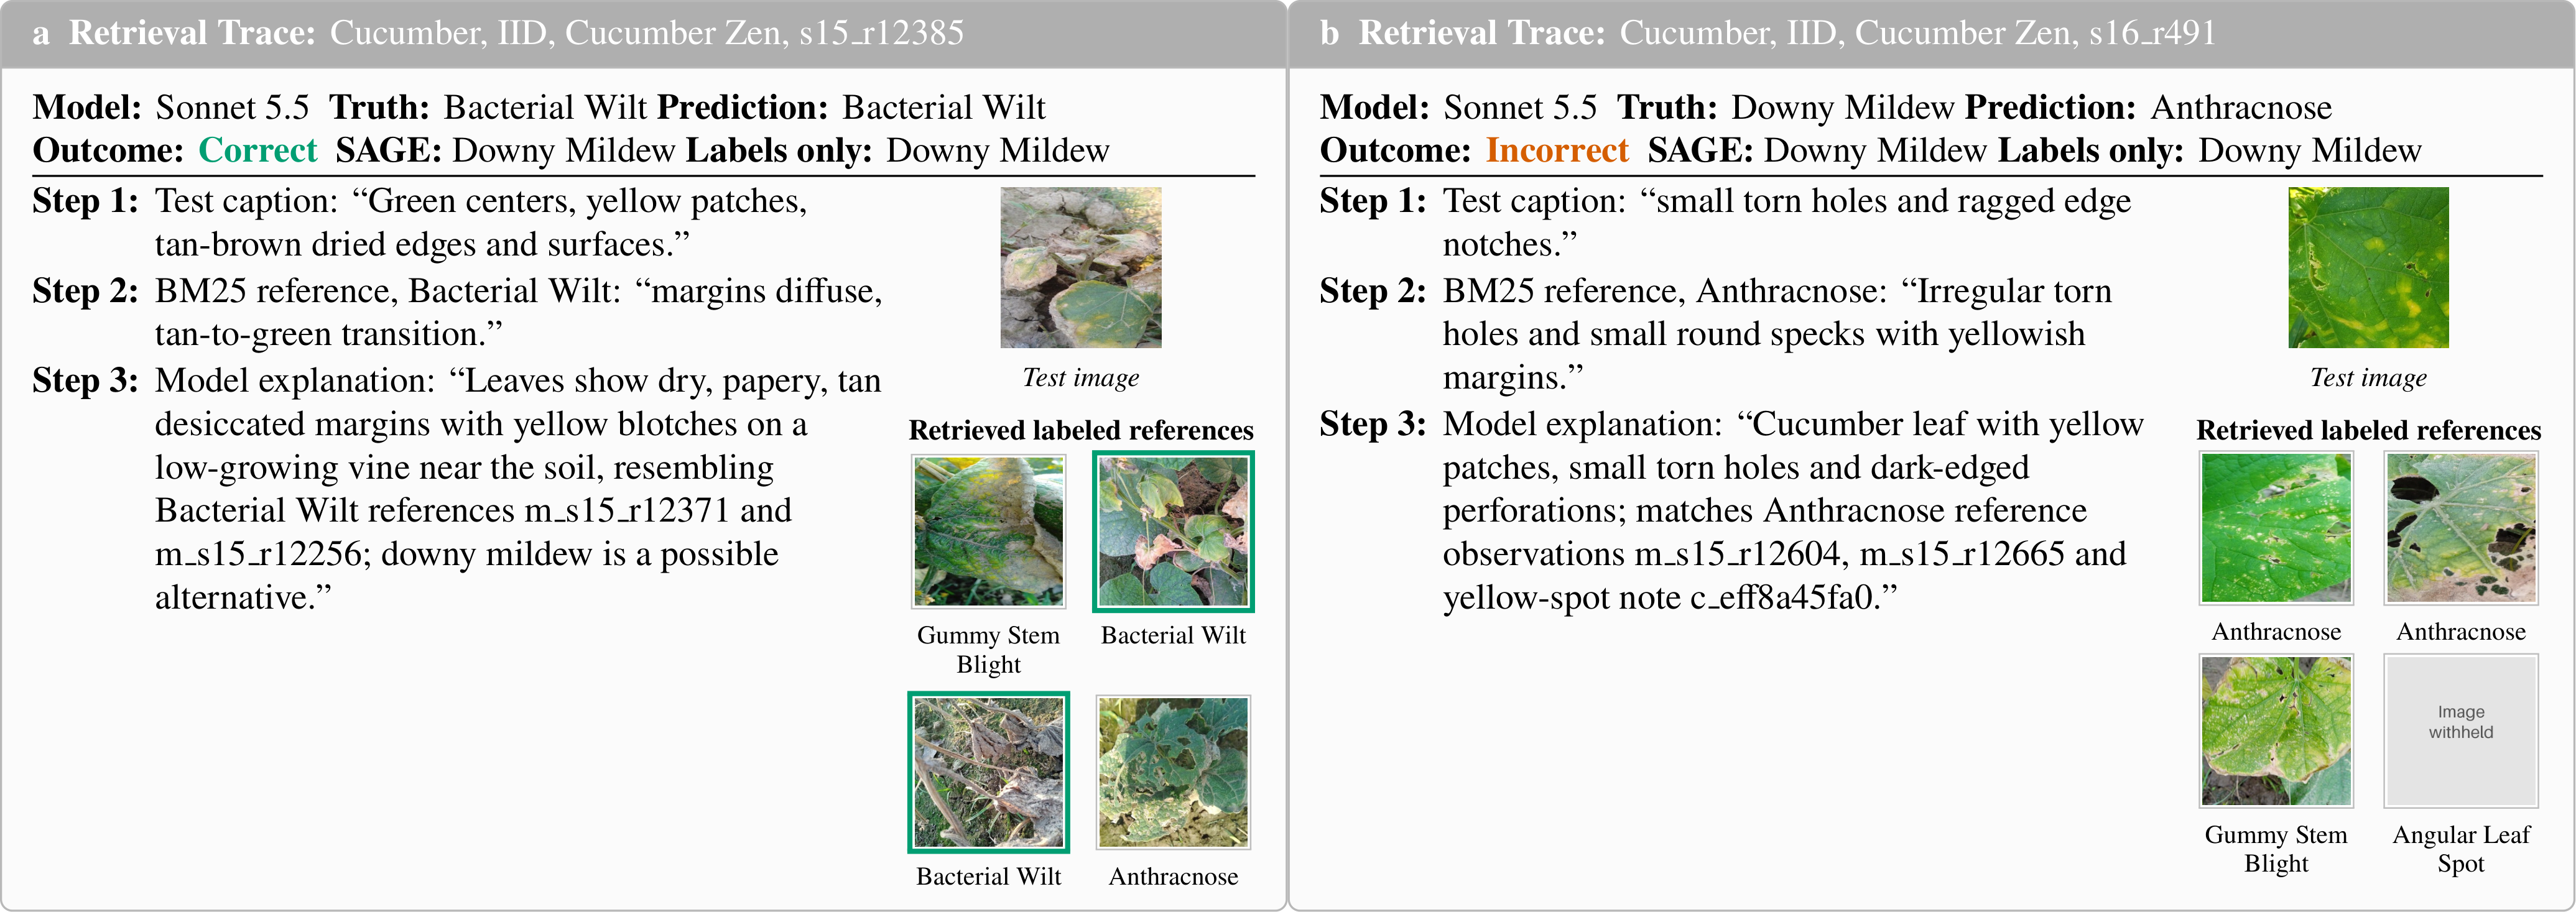 a Retrieval Trace: Cucumber, IID, Cucumber Zen, s15_r12385
Model: Sonnet 5.5 Truth: Bacterial Wilt Prediction: Bacterial Wilt
Outcome: Correct SAGE: Downy Mildew Labels only: Downy Mildew
Step 1: Test caption: “Green centers, yellow patches,
tan-brown dried edges and surfaces.”
Step 2: BM25 reference, Bacterial Wilt: “margins diffuse,
tan-to-green transition.”
Step 3: Model explanation: “Leaves show dry, papery, tan
desiccated margins with yellow blotches on a
low-growing vine near the soil, resembling
Bacterial Wilt references m_s15_r12371 and
m_s15_r12256; downy mildew is a possible
alternative.”
Test image
Retrieved labeled references
Gummy Stem
Blight
Bacterial Wilt
Bacterial Wilt
Anthracnose
b Retrieval Trace: Cucumber, IID, Cucumber Zen, s16_r491
Model: Sonnet 5.5 Truth: Downy Mildew Prediction: Anthracnose
Outcome: Incorrect SAGE: Downy Mildew Labels only: Downy Mildew
Step 1: Test caption: “small torn holes and ragged edge
notches.”
Step 2: BM25 reference, Anthracnose: “Irregular torn
holes and small round specks with yellowish
margins.”
Step 3: Model explanation: “Cucumber leaf with yellow
patches, small torn holes and dark-edged
perforations; matches Anthracnose reference
observations m_s15_r12604, m_s15_r12665 and
yellow-spot note c_eff8a45fa0.”
Test image
Retrieved labeled references
Anthracnose
Anthracnose
Gummy Stem
Blight
Image
withheld
Angular Leaf
Spot